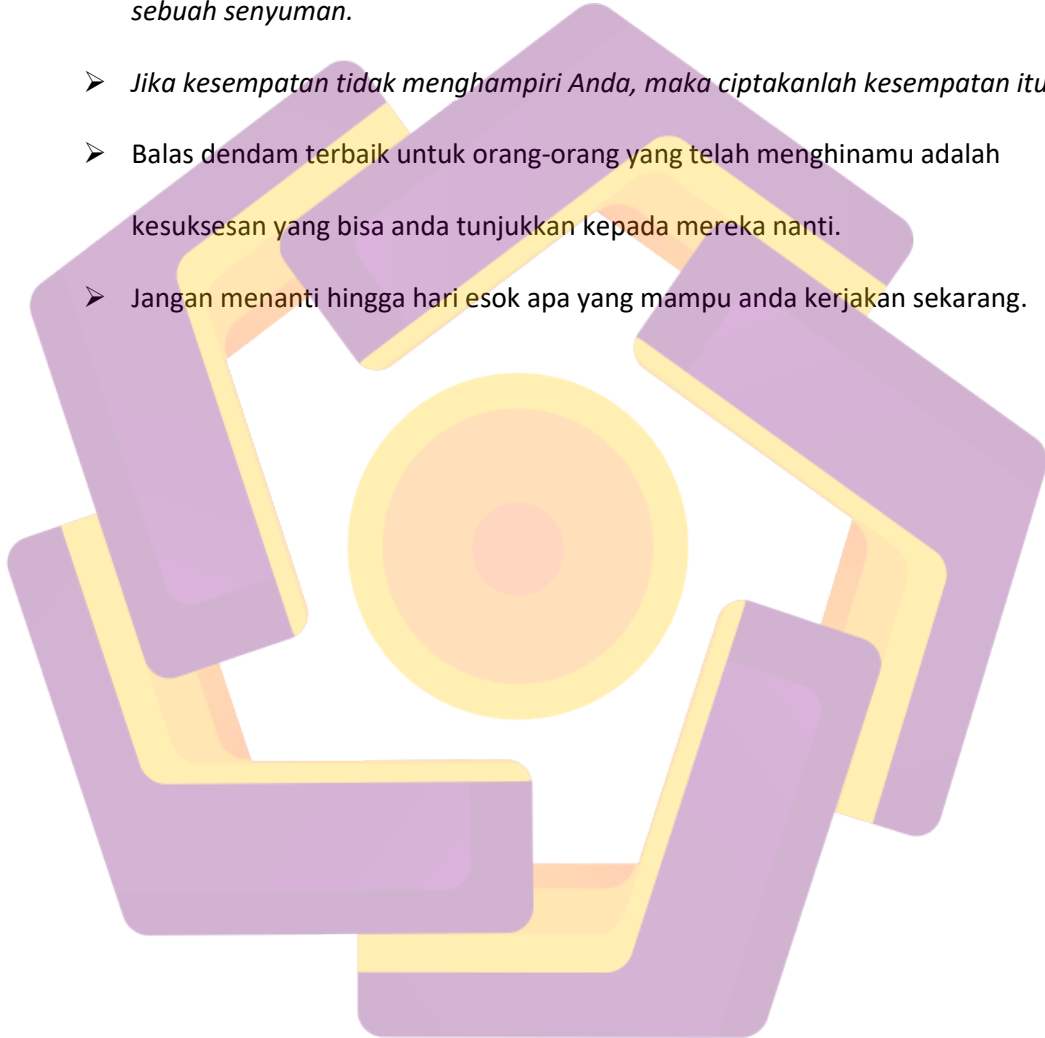 sebuah senyuman.
➢ Jika kesempatan tidak menghampiri Anda, maka ciptakanlah kesempatan itu
➢ Balas dendam terbaik untuk orang-orang yang telah menghinamu adalah
kesuksesan yang bisa anda tunjukkan kepada mereka nanti.
➢ Jangan menanti hingga hari esok apa yang mampu anda kerjakan sekarang.